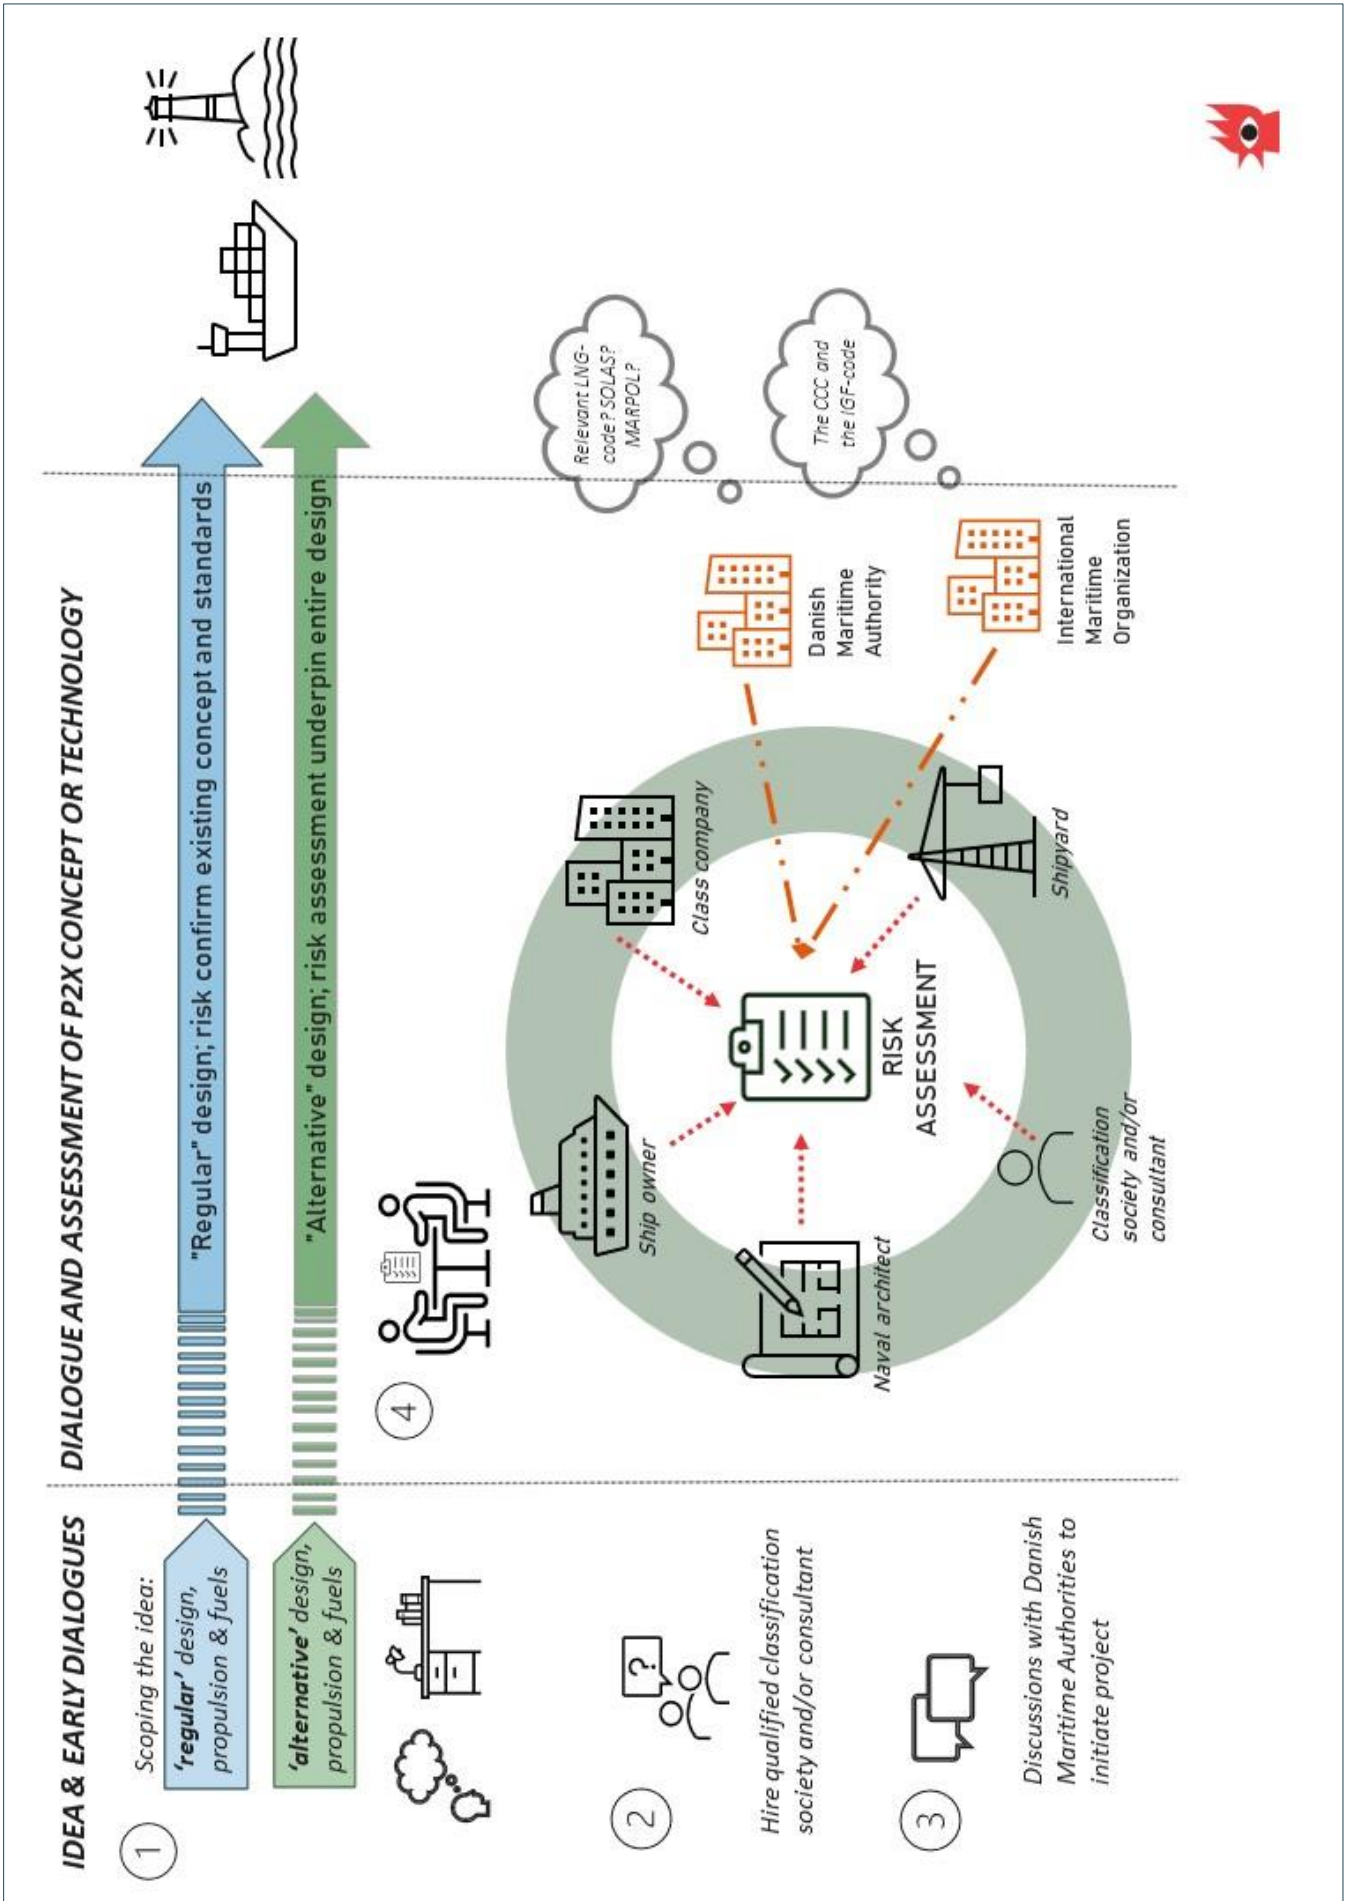 IDEA & EARLY DIALOGUES
DIALOGUE AND ASSESSMENT OF P2X CONCEPT OR TECHNOLOGY
1
Scoping the idea:
'regular' design,
propulsion & fuels
"Regular" design; risk confirm existing concept and standards
'alternative' design,
propulsion & fuels
"Alternative" design; risk assessment underpin entire design
2
?
Hire qualified classification
society and/or consultant
3
Discussions with Danish
Maritime Authorities to
initiate project
4
Ship owner
Class company
Naval architect
RISK
ASSESSMENT
Classification
society and/or
consultant
Shipyard
Danish
Maritime
Authority
International
Maritime
Organization
Relevant LNG-
code? SOLAS?
MARPOL?
The CCC and
the IGF-code